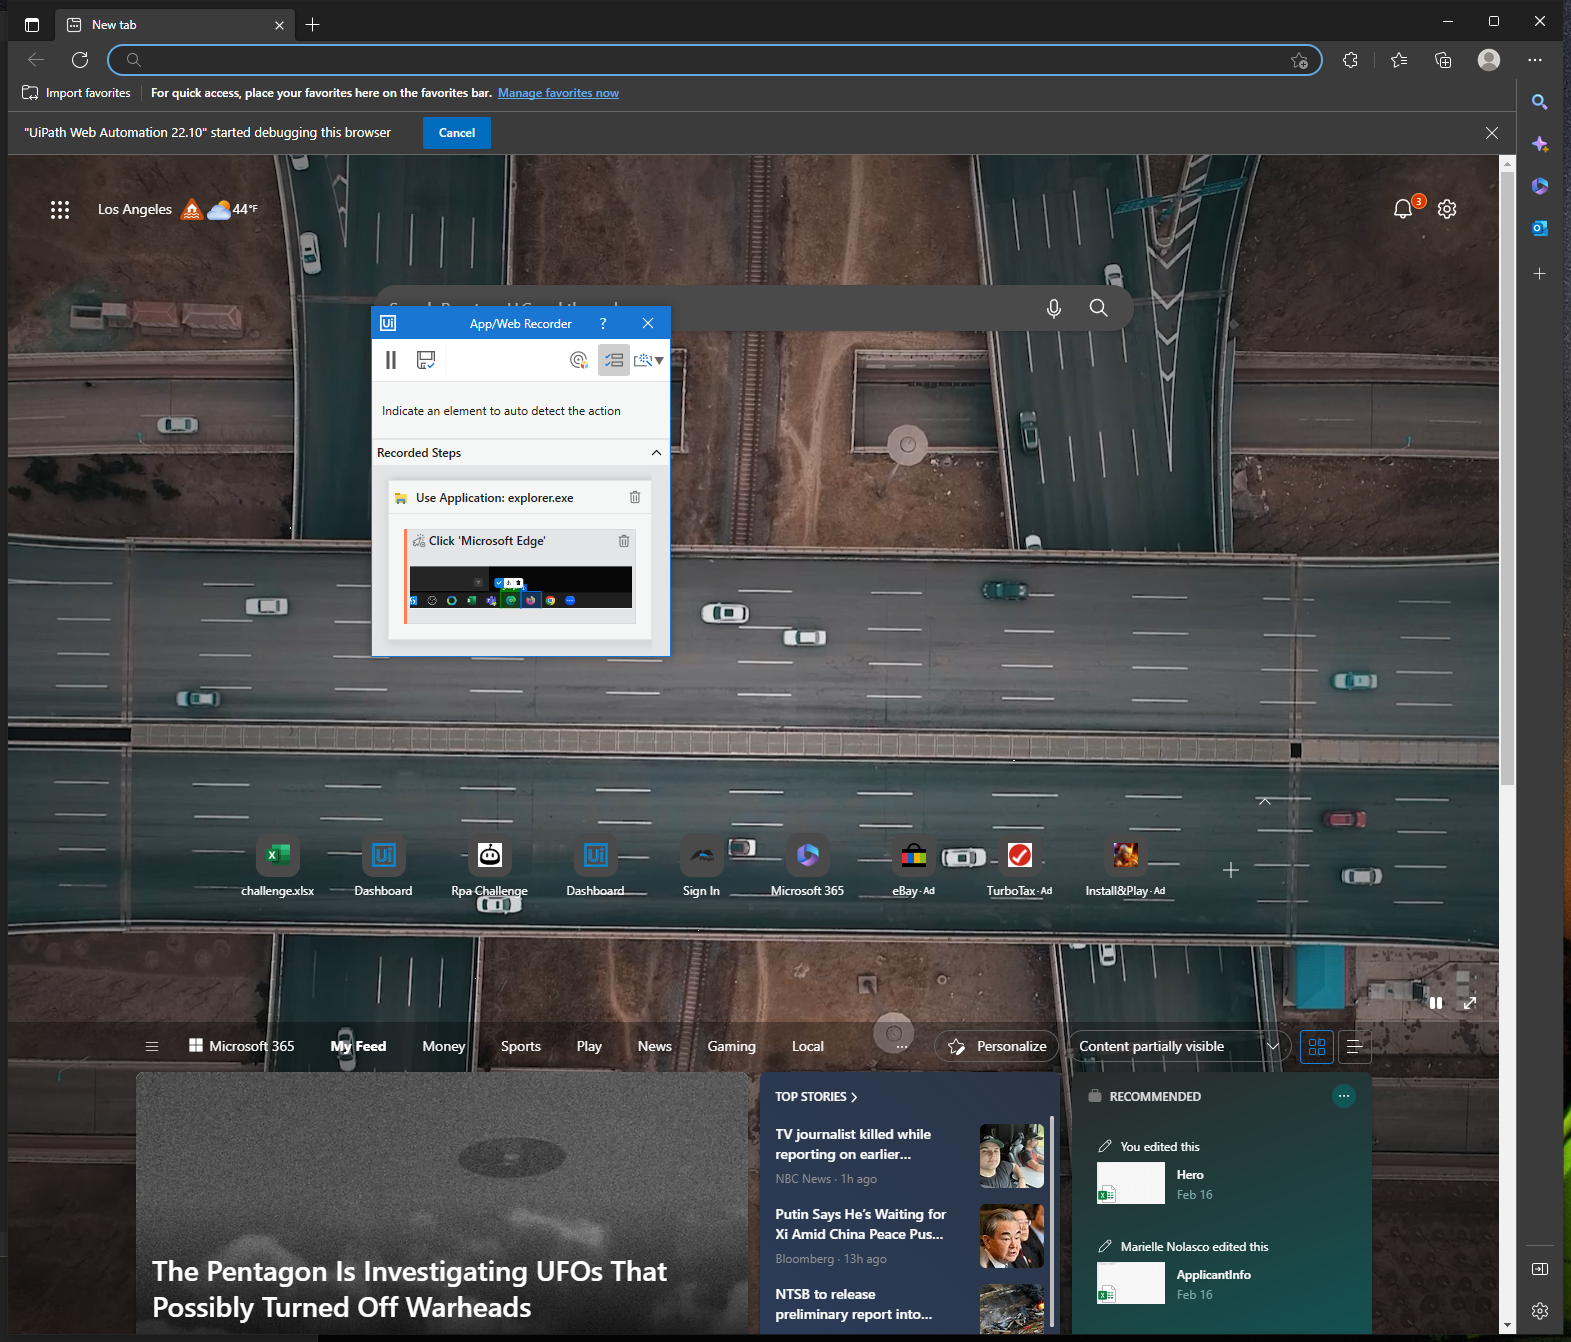 New tab
Import favorites
For quick access, place your favorites here on the favorites bar. Manage favorites now
"UiPath Web Automation 22.10" started debugging this browser
Cancel
Los Angeles
44°F
3
Ui
App/Web Recorder
?
Indicate an element to auto detect the action
Recorded Steps
Use Application: explorer.exe
Click 'Microsoft Edge'
challenge.xlsx
Dashboard
Rpa Challenge
Dashboard
Sign In
Microsoft 365
eBay · Ad
TurboTax · Ad
Install&Play · Ad
Microsoft 365
My Feed
Money
Sports
Play
News
Gaming
Local
Personalize
Content partially visible
TOP STORIES
TV journalist killed while
reporting on earlier...
NBC News · 1h ago
Putin Says He's Waiting for
Xi Amid China Peace Pus...
Bloomberg · 13h ago
NTSB to release
preliminary report into...
RECOMMENDED
You edited this
Hero
Feb 16
Marielle Nolasco edited this
ApplicantInfo
Feb 16
The Pentagon Is Investigating UFOs That
Possibly Turned Off Warheads